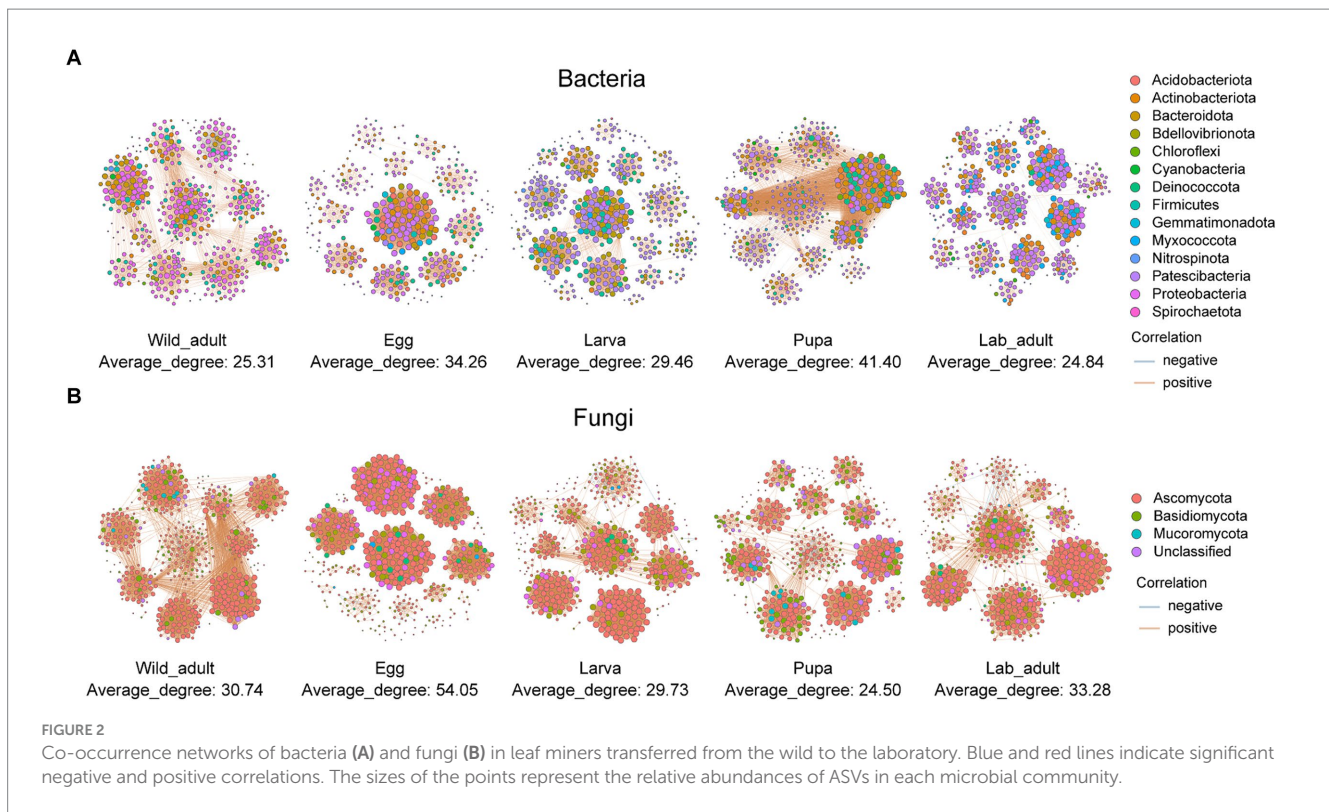 A
Bacteria
Acidobacteriota
Actinobacteriota
Bacteroidota
Bdellovibrionota
Chloroflexi
Cyanobacteria
Deinococcota
Firmicutes
Gemmatimonadota
Myxococcota
Nitrospinota
Patescibacteria
Proteobacteria
Spirochaetota
Correlation
negative
positive
Wild_adult
Average_degree: 25.31
Egg
Average_degree: 34.26
Larva
Average_degree: 29.46
Pupa
Average_degree: 41.40
Lab_adult
Average_degree: 24.84
B
Fungi
Ascomycota
Basidiomycota
Mucoromycota
Unclassified
Correlation
negative
positive
Wild_adult
Average_degree: 30.74
Egg
Average_degree: 54.05
Larva
Average_degree: 29.73
Pupa
Average_degree: 24.50
Lab_adult
Average_degree: 33.28
FIGURE 2
Co-occurrence networks of bacteria (A) and fungi (B) in leaf miners transferred from the wild to the laboratory. Blue and red lines indicate significant
negative and positive correlations. The sizes of the points represent the relative abundances of ASVs in each microbial community.